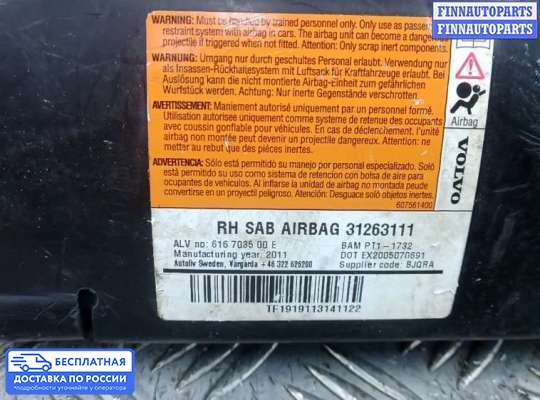 FINNAUTOPARTS
FINNAUTOPARTS
WARNING: Must be handled by trained personnel only. Only use as passenger
restraint system with airbag in cars. The airbag unit can become a dangerous
projectile if triggered when not fitted. Attention: Only scrap inert components.
WARNUNG: Umgang nur durch geschultes Personal erlaubt. Verwendung nur
als Insassen-Rückhaltesystem mit Luftsack für Kraftfahrzeuge erlaubt. Bei
Auslösung kann die nicht montierte Airbag-Einheit zum gefährlichen
Wurfstück werden. Achtung: Nur inerte Gegenstände verschrotten.
AVERTISSEMENT: Maniement autorisé uniquement par un personnel formé.
Utilisation autorisée uniquement comme système de retenue des occupants
avec coussin gonflable pour véhicules. En cas de déclenchement, l'unité
airbag non montée peut devenir un projectile dangereux. Attention: ne
mettre au rebut que des pièces inertes.
ADVERTENCIA: Sólo está permitido su manejo por personal especializado. Solo
está permitido su uso como sistema de retención con bolsa de aire para
ocupantes en vehículos. Al inflarse la unidad de airbag no montada puede
convertirse en un proyectil peligroso. Atención: Desguace solo objetos inertes.
607561400
Airbag
VOLVO
RH SAB AIRBAG 31263111
ALV no: 616 7035 00 E BAM PT1-1732
Manufacturing year, 2011 DOT EX2005070691
Autoliv Sweden, Vårgårda +46 322 626200 Supplier code: BJQRA
TF1919113141122
БЕСПЛАТНАЯ
ДОСТАВКА ПО РОССИИ